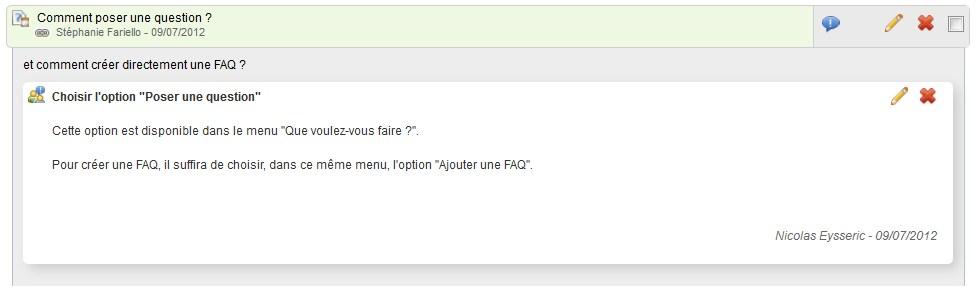 Comment poser une question ?
Stéphanie Fariello - 09/07/2012
et comment créer directement une FAQ ?
Choisir l'option "Poser une question"
Cette option est disponible dans le menu "Que voulez-vous faire ?".
Pour créer une FAQ, il suffira de choisir, dans ce même menu, l'option "Ajouter une FAQ".
Nicolas Eysseric - 09/07/2012